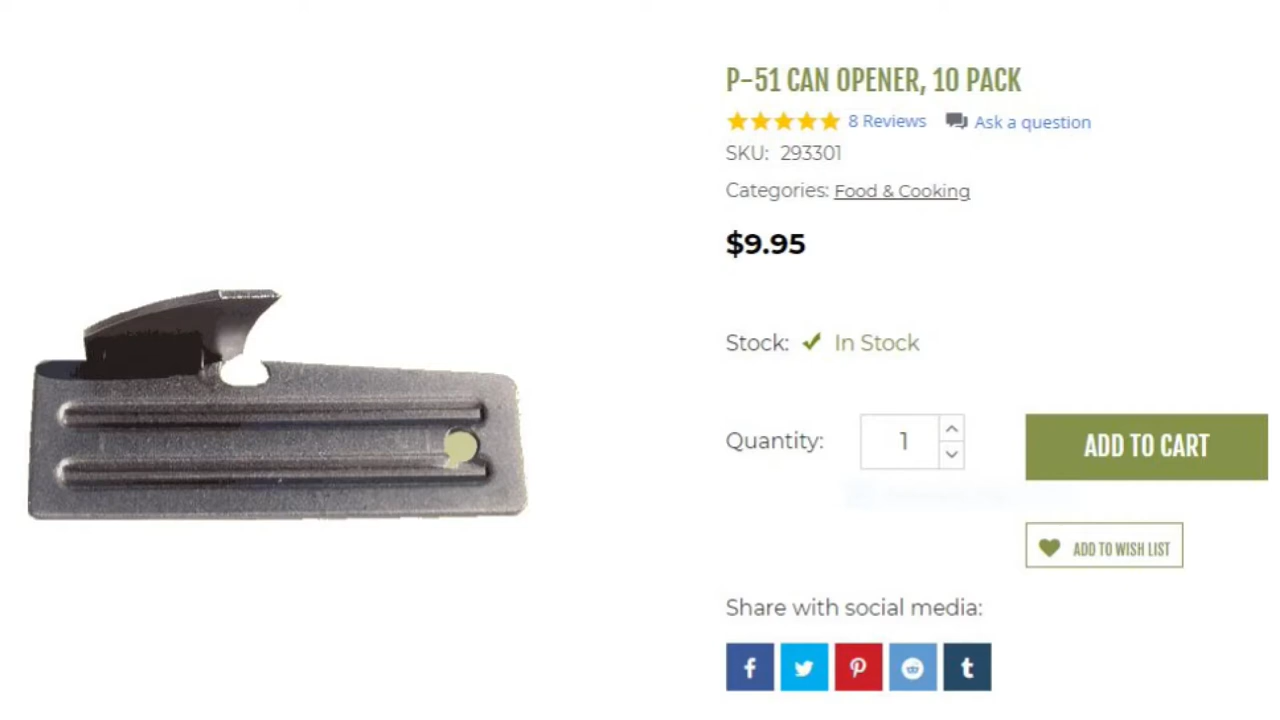 P-51 CAN OPENER, 10 PACK
8 Reviews Ask a question
SKU: 293301
Categories: Food & Cooking
$9.95
Stock: In Stock
Quantity: 1 ADD TO CART
ADD TO WISH LIST
Share with social media: